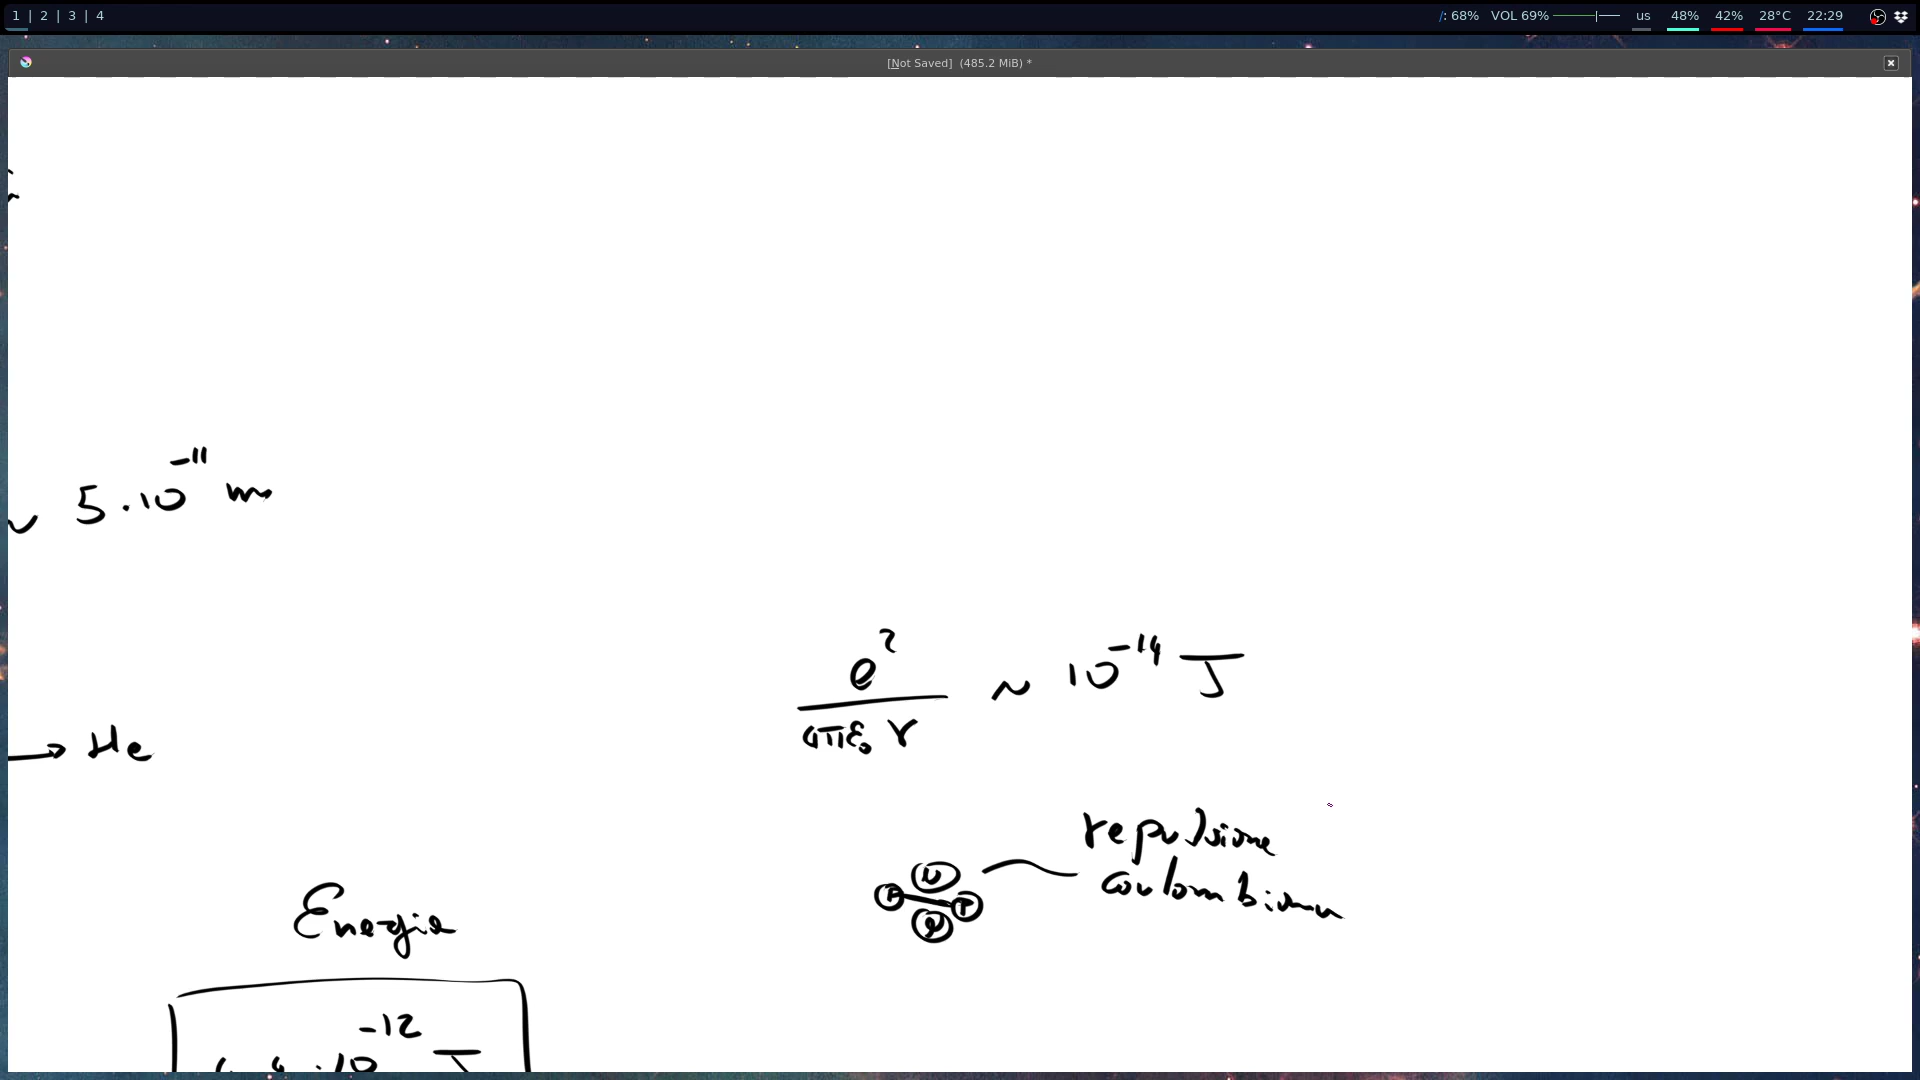 1 | 2 | 3 | 4
/: 68% VOL 69% us 48% 42% 28°C 22:29
[Not Saved] (485.2 MiB) *
~ 5.10⁻¹¹ m
e²
4πε₀ r
~ 10⁻¹⁴ J
→ He
repulsione
coulombiana
N
P P
Energia
10⁻¹² J